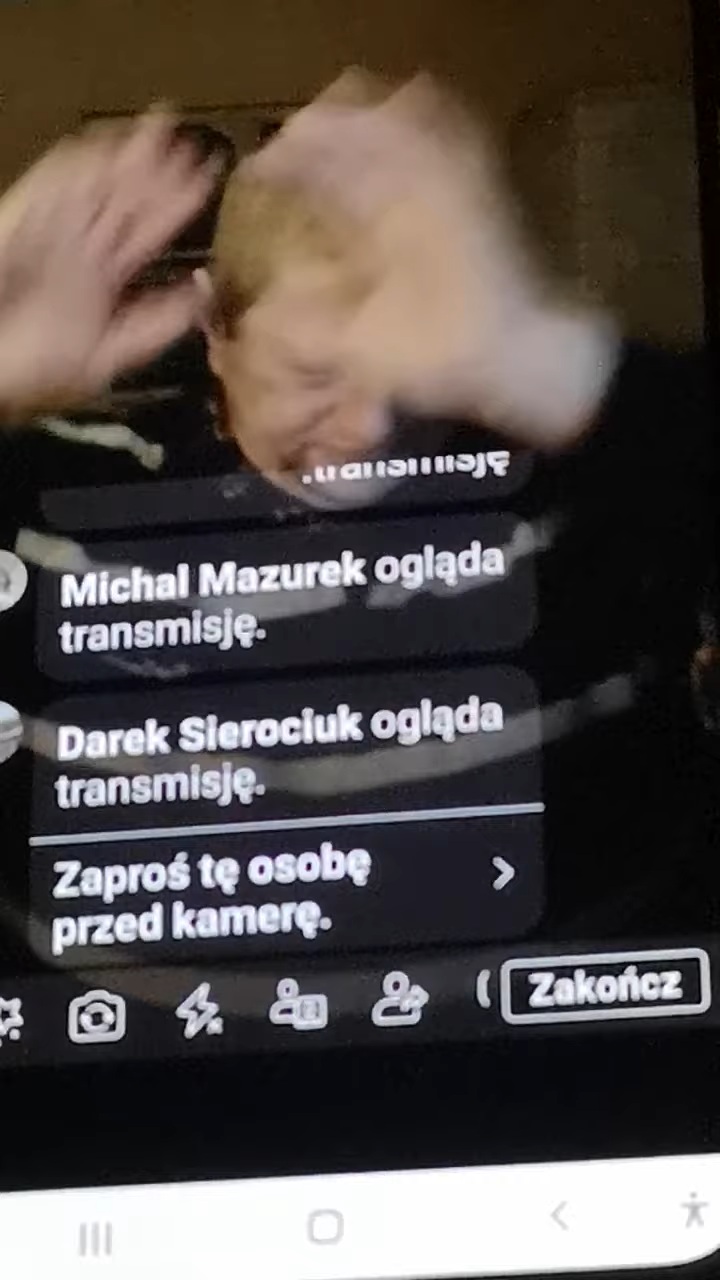 .transmisję
Michal Mazurek ogląda
transmisję.
Darek Sierociuk ogląda
transmisję.
Zaproś tę osobę
przed kamerę.
Zakończ